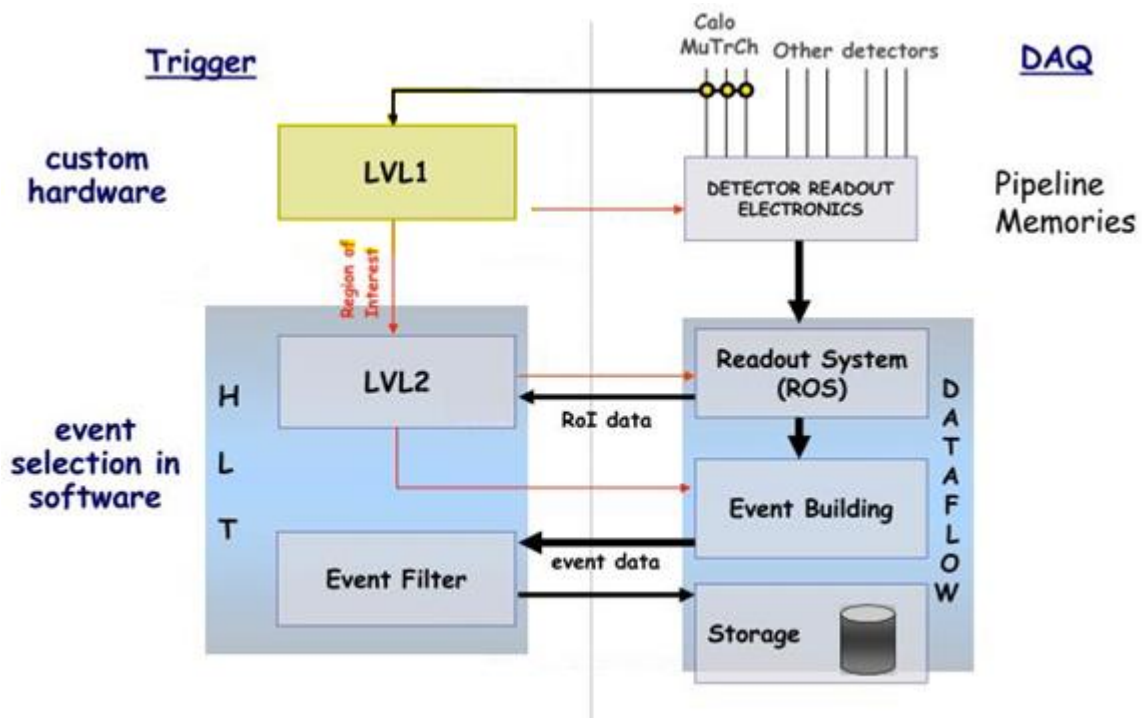 Calo
MuTrCh
Other detectors
Trigger
DAQ
custom
hardware
LVL1
DETECTOR READOUT
ELECTRONICS
Pipeline
Memories
Region of
Interest
H
L
T
LVL2
Readout System
(ROS)
RoI data
D
A
T
A
F
L
O
W
event
selection in
software
Event Building
event data
Event Filter
Storage